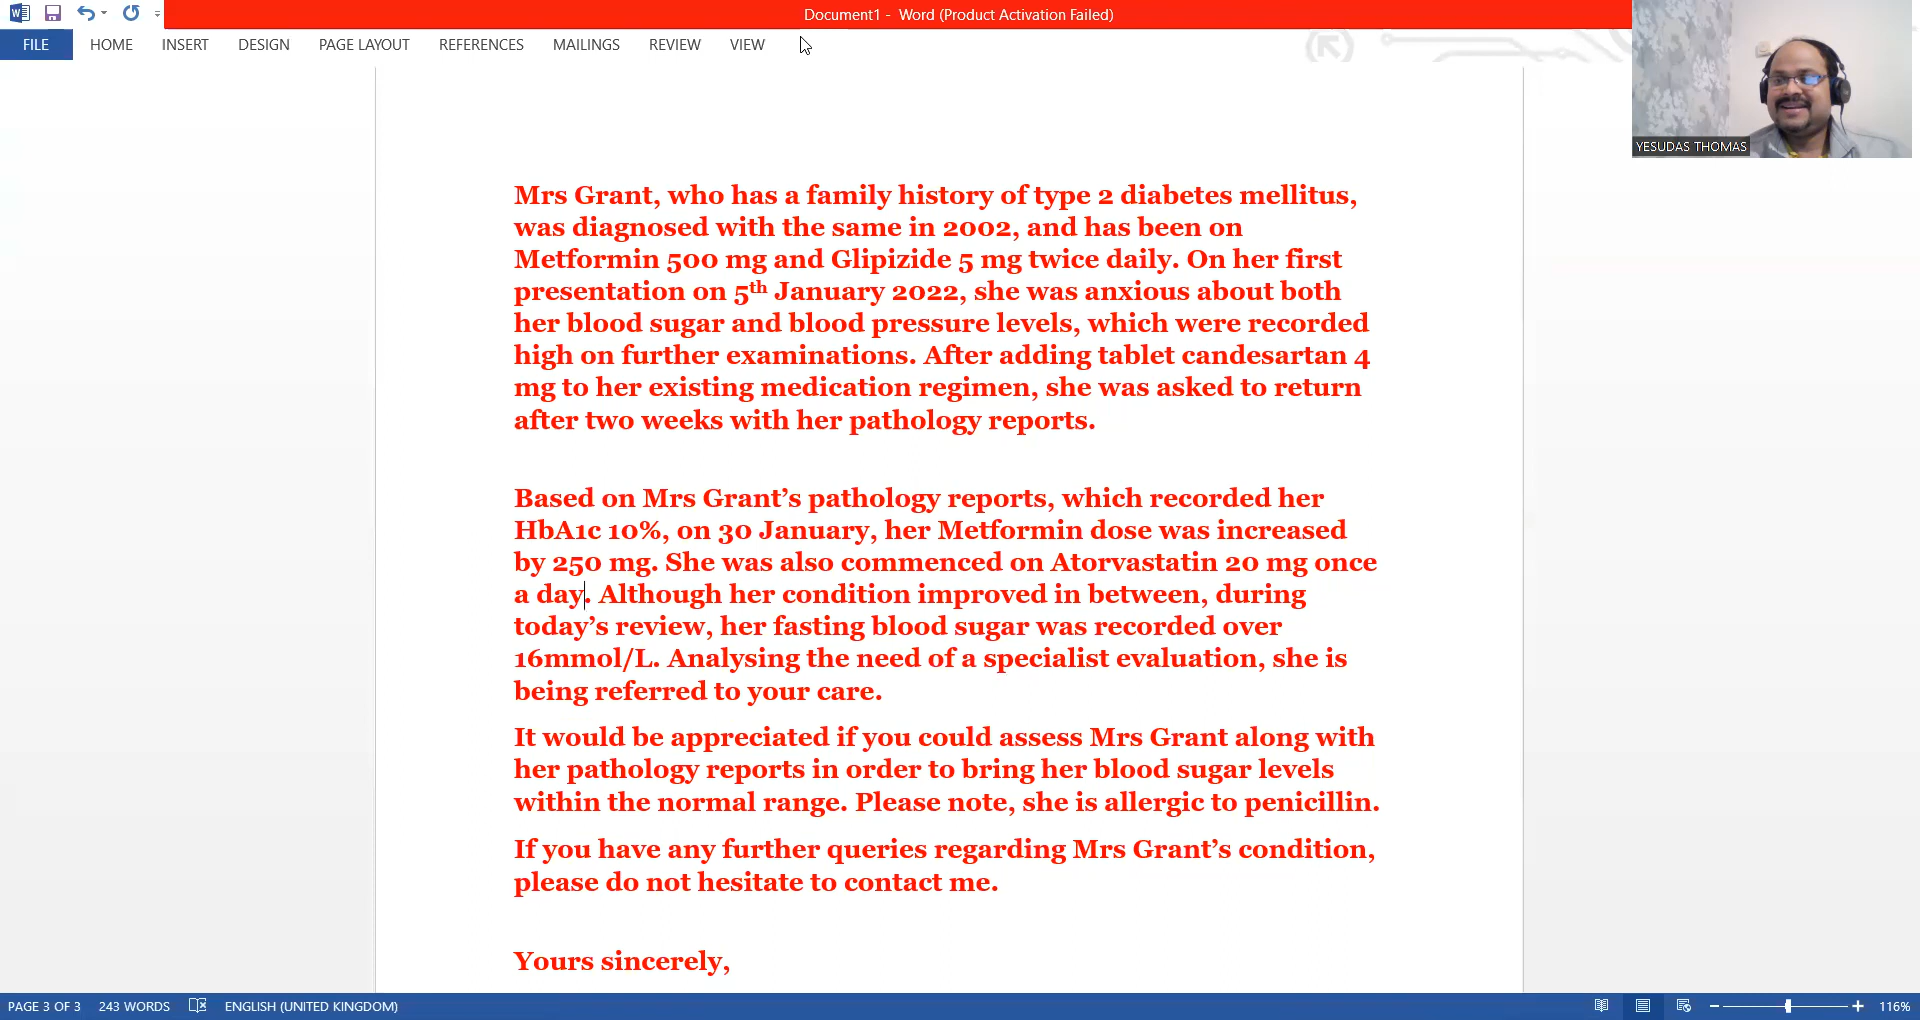 Document1 - Word (Product Activation Failed)
FILE HOME INSERT DESIGN PAGE LAYOUT REFERENCES MAILINGS REVIEW VIEW
YESUDAS THOMAS
Mrs Grant, who has a family history of type 2 diabetes mellitus,
was diagnosed with the same in 2002, and has been on
Metformin 500 mg and Glipizide 5 mg twice daily. On her first
presentation on 5th January 2022, she was anxious about both
her blood sugar and blood pressure levels, which were recorded
high on further examinations. After adding tablet candesartan 4
mg to her existing medication regimen, she was asked to return
after two weeks with her pathology reports.
Based on Mrs Grant’s pathology reports, which recorded her
HbA1c 10%, on 30 January, her Metformin dose was increased
by 250 mg. She was also commenced on Atorvastatin 20 mg once
a day. Although her condition improved in between, during
today’s review, her fasting blood sugar was recorded over
16mmol/L. Analysing the need of a specialist evaluation, she is
being referred to your care.
It would be appreciated if you could assess Mrs Grant along with
her pathology reports in order to bring her blood sugar levels
within the normal range. Please note, she is allergic to penicillin.
If you have any further queries regarding Mrs Grant’s condition,
please do not hesitate to contact me.
Yours sincerely,
PAGE 3 OF 3 243 WORDS ENGLISH (UNITED KINGDOM) 116%